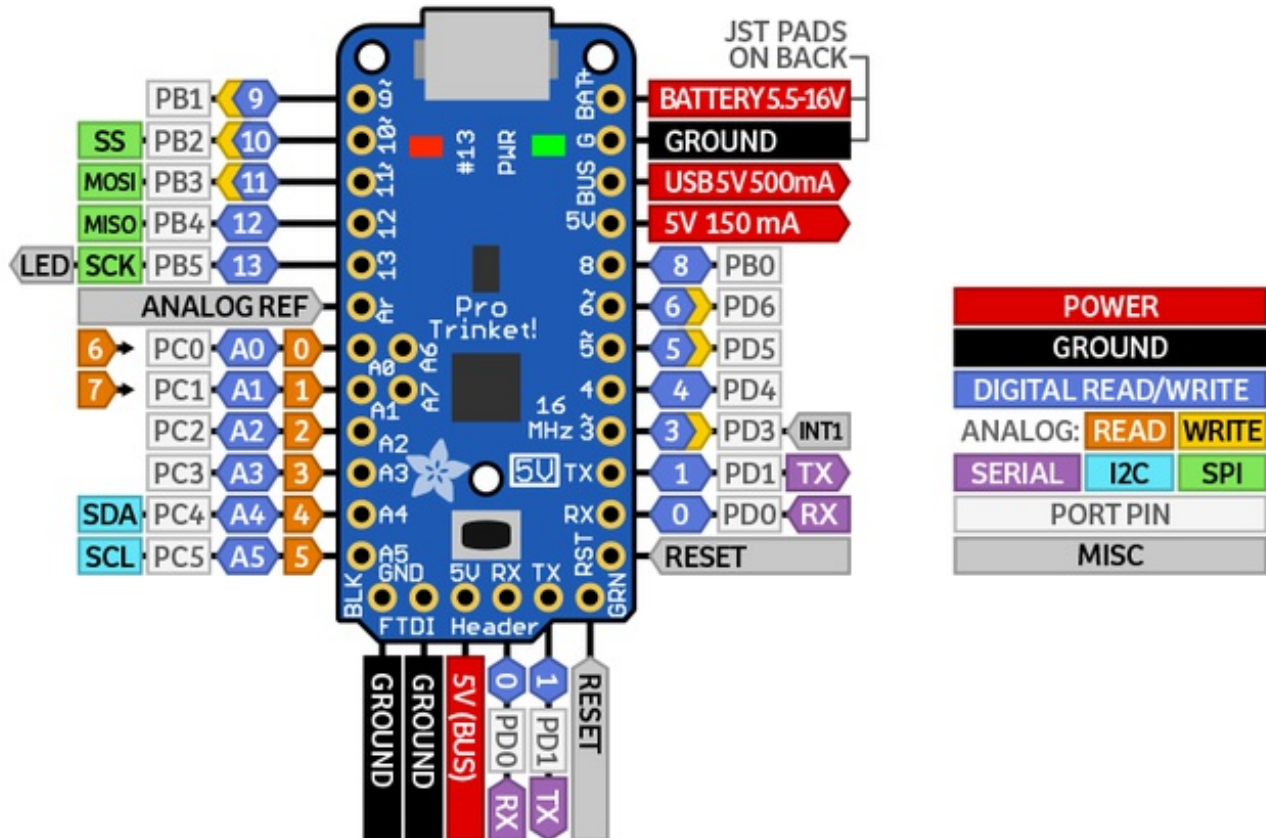 JST PADS
ON BACK
PB1 9 9~ BAT+ BATTERY 5.5-16V
SS PB2 10 10~ G GROUND
MOSI PB3 11 11~ BUS USB 5V 500mA
MISO PB4 12 12 5V 5V 150 mA
LED SCK PB5 13 13 8 8 PB0
#13 PWR
ANALOG REF Ar 6~ 6 PD6
Pro
Trinket!
6 PC0 A0 0 A0 A6 5~ 5 PD5
7 PC1 A1 1 A1 A7 4 4 PD4
PC2 A2 2 A2 16 MHz 3~ 3 PD3 INT1
PC3 A3 3 A3 5V TX 1 PD1 TX
SDA PC4 A4 4 A4 RX 0 PD0 RX
SCL PC5 A5 5 A5 RST RESET
BLK GND 5V RX TX GRN
FTDI Header
GROUND
GROUND
5V (BUS)
0 PD0 RX
1 PD1 TX
RESET
POWER
GROUND
DIGITAL READ/WRITE
ANALOG: READ WRITE
SERIAL I2C SPI
PORT PIN
MISC